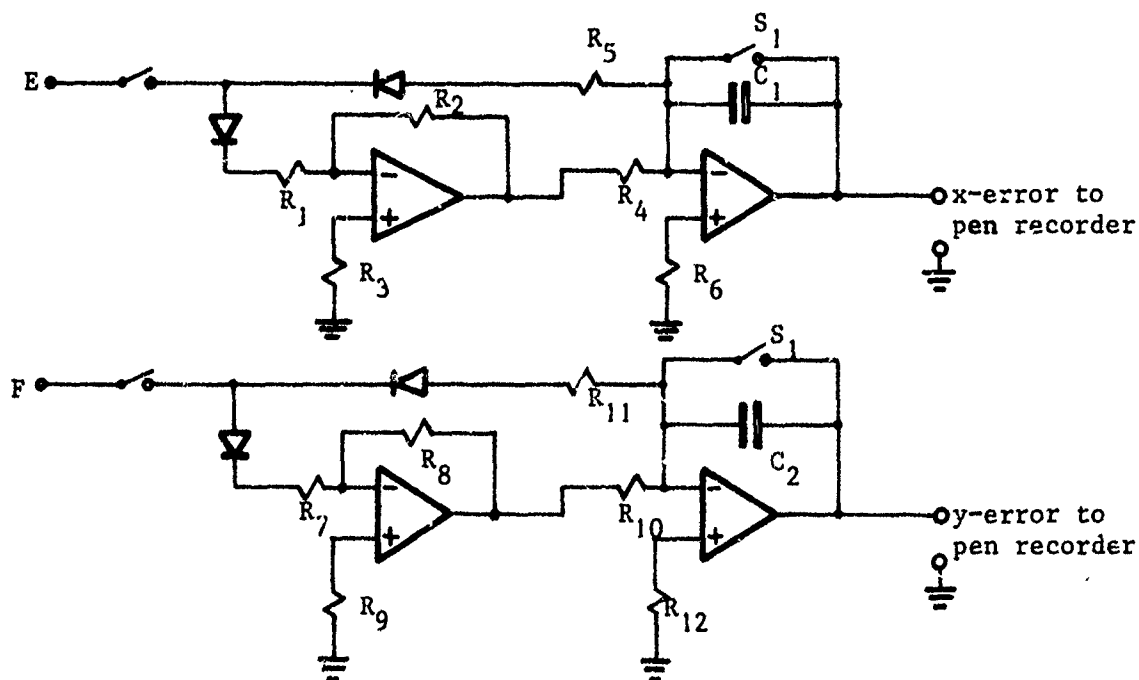 S1
R5
E
C1
R2
R1
R4
x-error to
pen recorder
R3
R6
S1
F
R11
R8
C2
R7
R10
y-error to
pen recorder
R9
R12